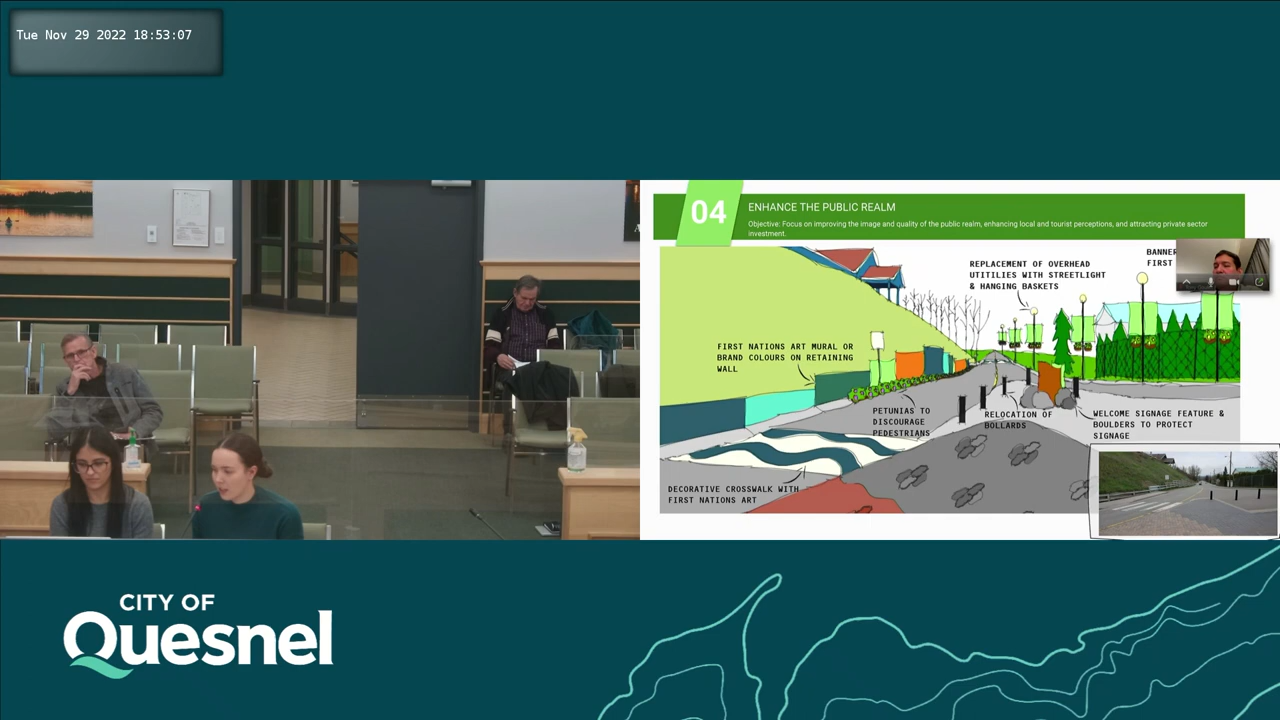 Tue Nov 29 2022 18:53:07
04
ENHANCE THE PUBLIC REALM
Objective: Focus on improving the image and quality of the public realm, enhancing local and tourist perceptions, and attracting private sector
investment.
REPLACEMENT OF OVERHEAD
UTITILIES WITH STREETLIGHT
& HANGING BASKETS
BANNER
FIRST
FIRST NATIONS ART MURAL OR
BRAND COLOURS ON RETAINING
WALL
PETUNIAS TO
DISCOURAGE
PEDESTRIANS
RELOCATION OF
BOLLARDS
WELCOME SIGNAGE FEATURE &
BOULDERS TO PROTECT
SIGNAGE
DECORATIVE CROSSWALK WITH
FIRST NATIONS ART
CITY OF
Quesnel